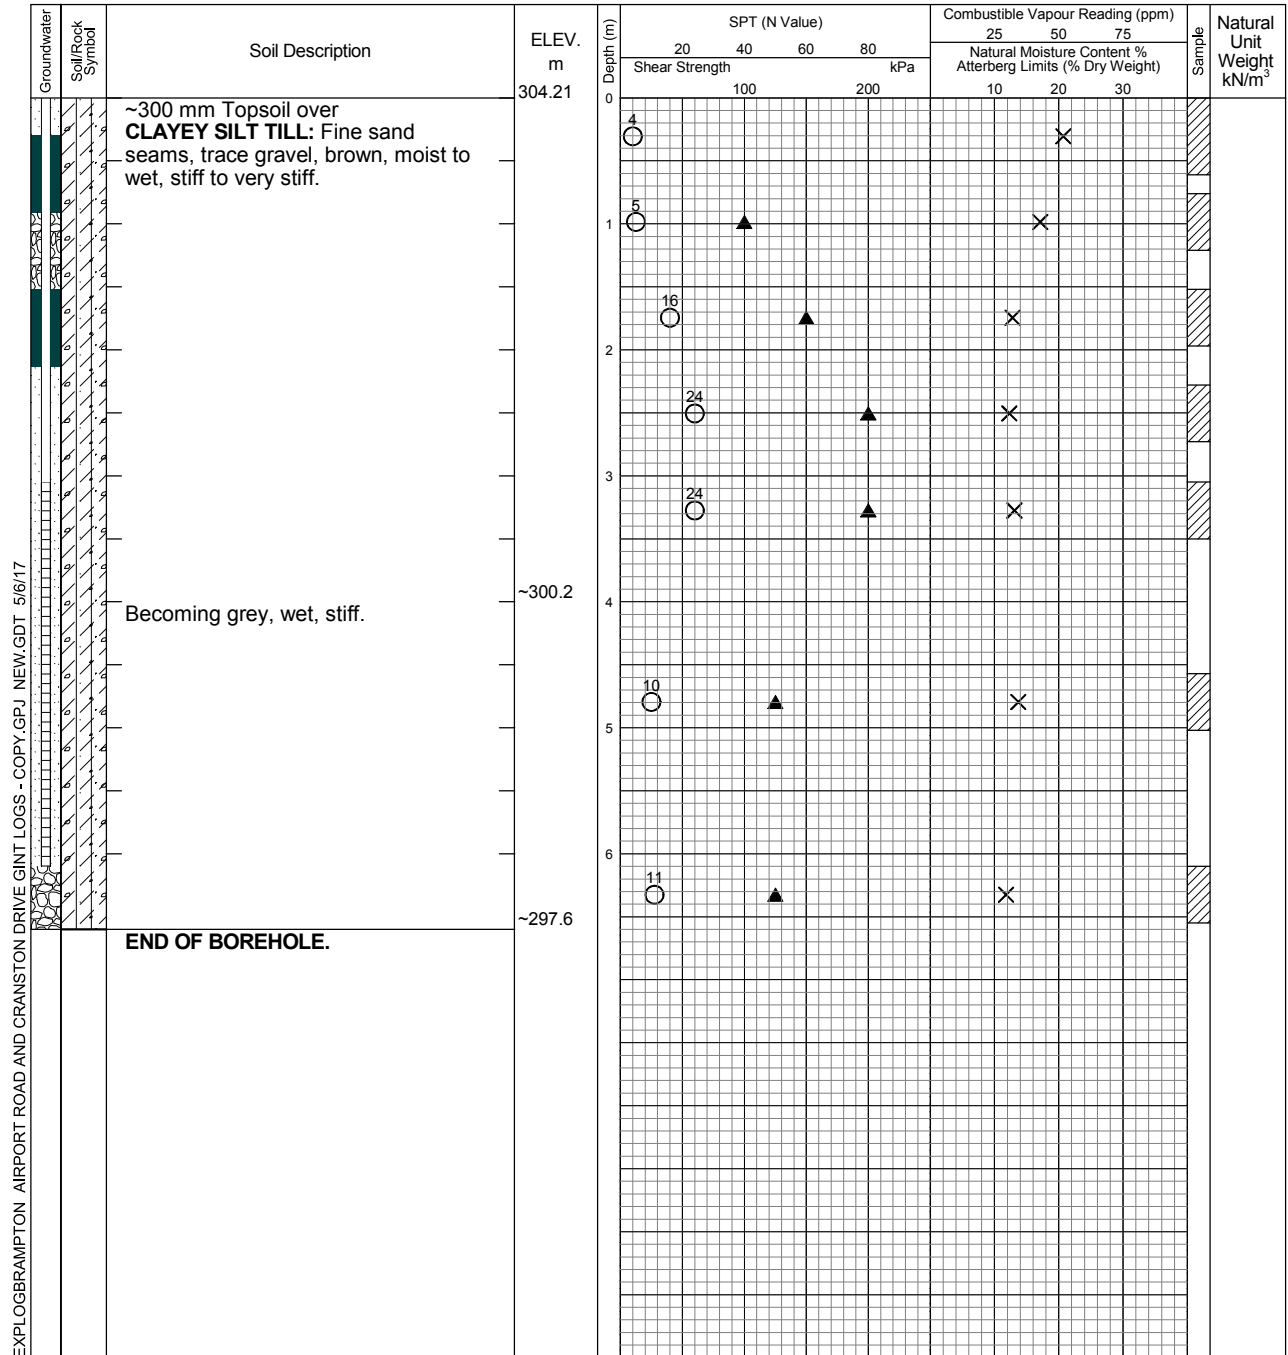 Groundwater
Soil/Rock
Symbol
Soil Description
ELEV.
m
304.21
Depth (m)
SPT (N Value)
20 40 60 80
Shear Strength kPa
100 200
Combustible Vapour Reading (ppm)
25 50 75
Natural Moisture Content %
Atterberg Limits (% Dry Weight)
10 20 30
Sample
Natural
Unit
Weight
kN/m³
0
~300 mm Topsoil over
CLAYEY SILT TILL: Fine sand
seams, trace gravel, brown, moist to
wet, stiff to very stiff.
4
5
1
16
2
24
3
24
~300.2
4
Becoming grey, wet, stiff.
10
5
6
11
~297.6
END OF BOREHOLE.
EXPLOGBRAMPTON AIRPORT ROAD AND CRANSTON DRIVE GINT LOGS - COPY.GPJ NEW.GDT 5/6/17